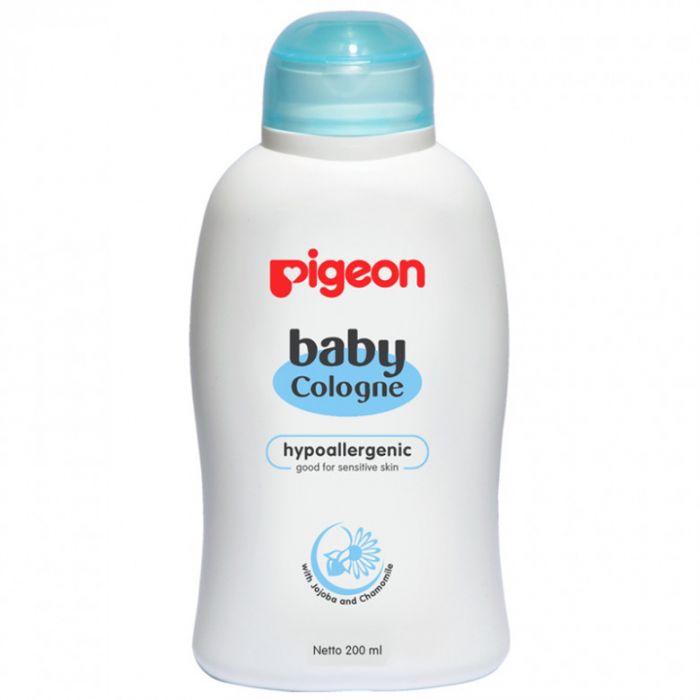 pigeon
baby
Cologne
hypoallergenic
good for sensitive skin
with Jojoba and Chamomile
Netto 200 ml